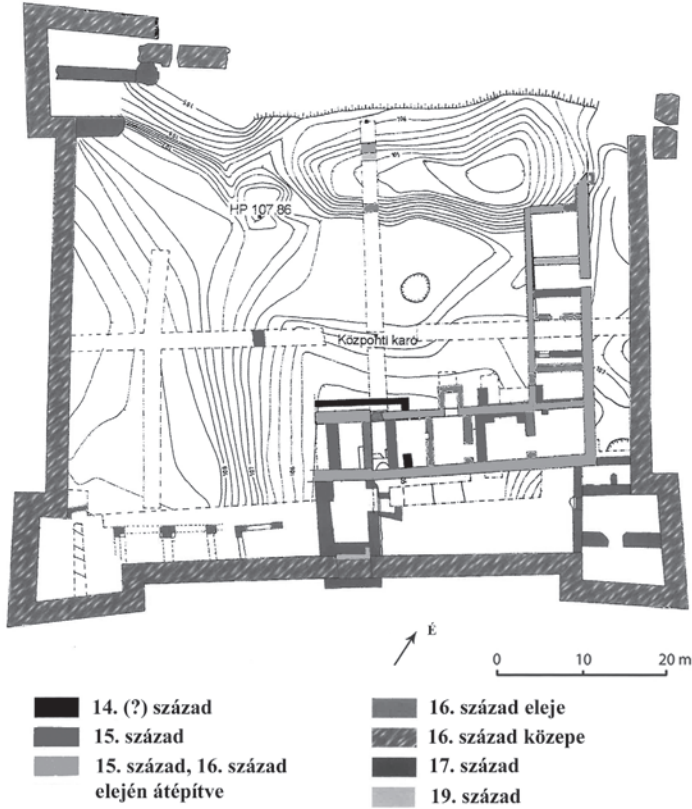 HP 107,86
Központi karó
É
0 10 20 m
14. (?) század
15. század
15. század, 16. század
elején átépítve
16. század eleje
16. század közepe
17. század
19. század